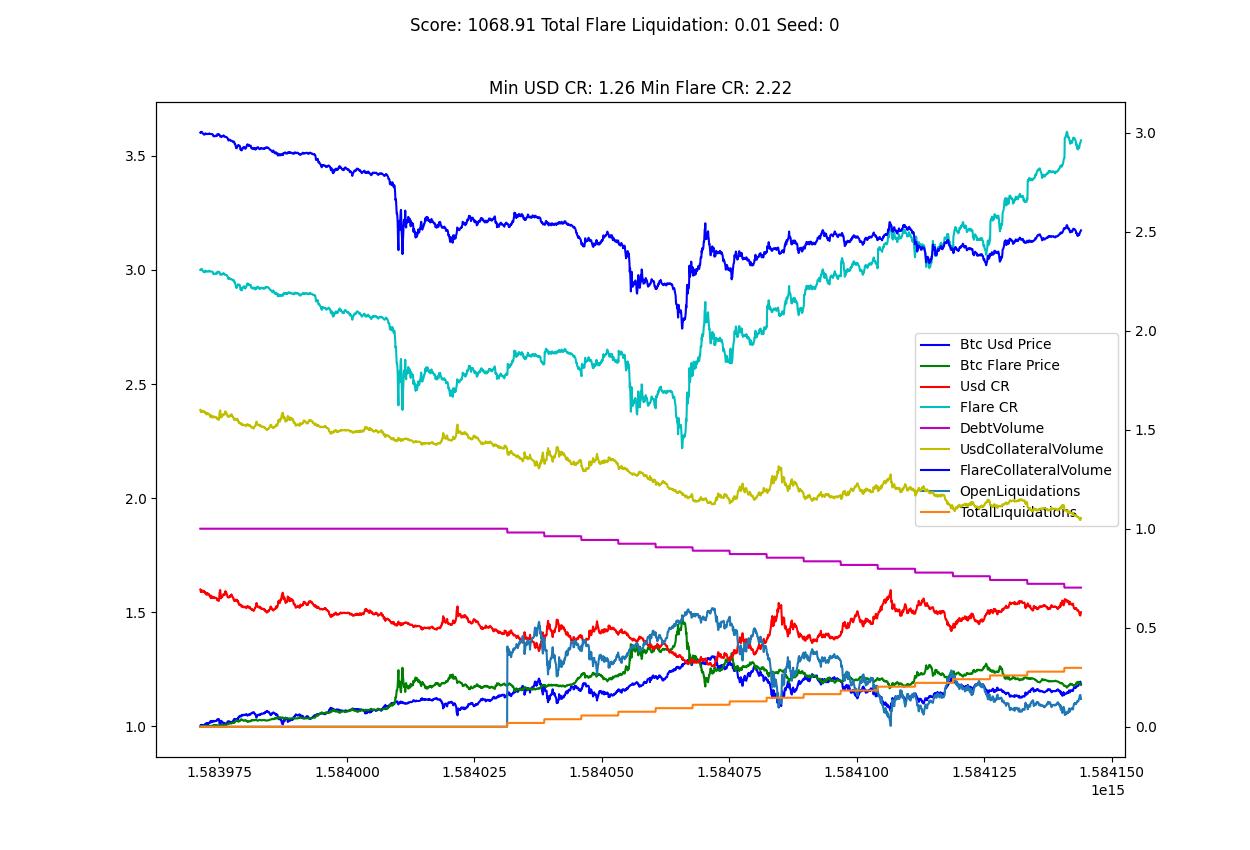 Score: 1068.91 Total Flare Liquidation: 0.01 Seed: 0
Min USD CR: 1.26 Min Flare CR: 2.22
3.5
3.0
2.5
2.0
1.5
1.0
3.0
2.5
2.0
1.5
1.0
0.5
0.0
Btc Usd Price
Btc Flare Price
Usd CR
Flare CR
DebtVolume
UsdCollateralVolume
FlareCollateralVolume
OpenLiquidations
TotalLiquidations
1.583975 1.584000 1.584025 1.584050 1.584075 1.584100 1.584125 1.584150
1e15